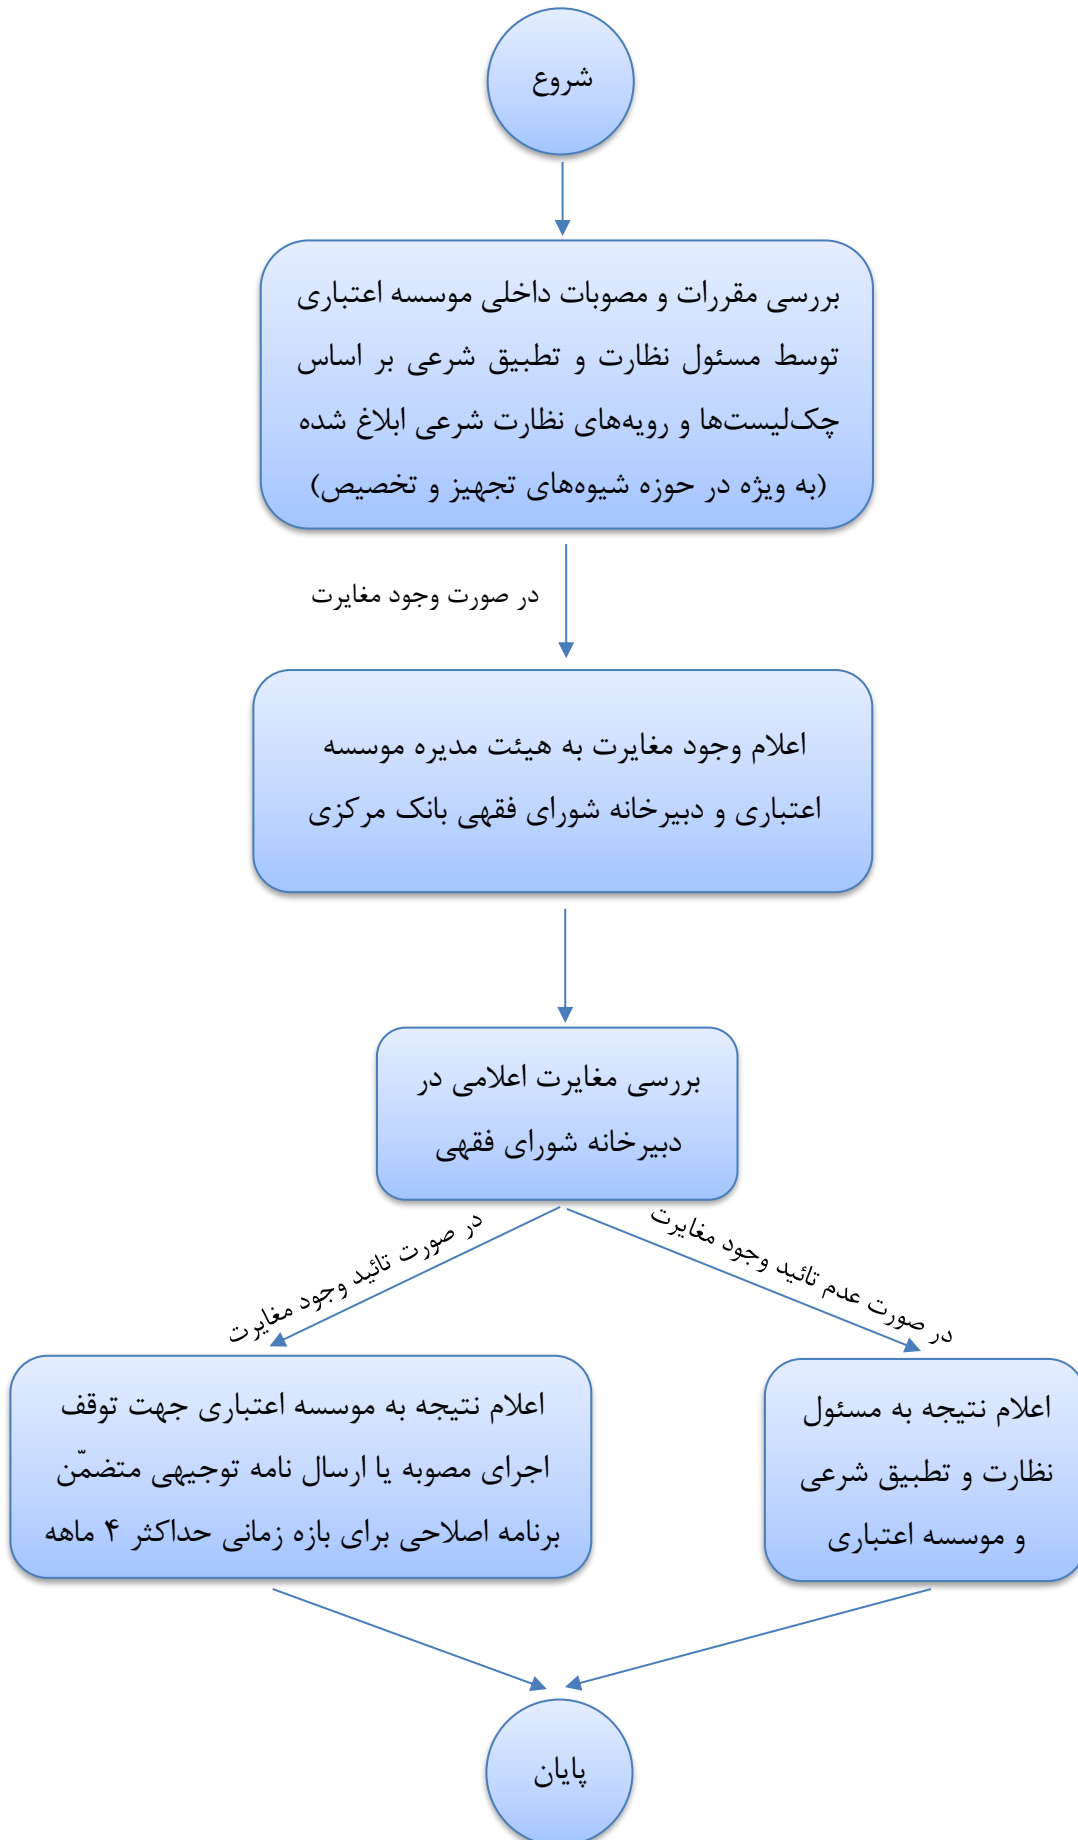 شروع
بررسی مقررات و مصوبات داخلی موسسه اعتباری
توسط مسئول نظارت و تطبیق شرعی بر اساس
چک‌لیست‌ها و رویه‌های نظارت شرعی ابلاغ شده
(به ویژه در حوزه شیوه‌های تجهیز و تخصیص)
در صورت وجود مغایرت
اعلام وجود مغایرت به هیئت مدیره موسسه
اعتباری و دبیرخانه شورای فقهی بانک مرکزی
بررسی مغایرت اعلامی در
دبیرخانه شورای فقهی
در صورت عدم تائید وجود مغایرت
در صورت تائید وجود مغایرت
اعلام نتیجه به مسئول
نظارت و تطبیق شرعی
و موسسه اعتباری
اعلام نتیجه به موسسه اعتباری جهت توقف
اجرای مصوبه یا ارسال نامه توجیهی متضمّن
برنامه اصلاحی برای بازه زمانی حداکثر ۴ ماهه
پایان